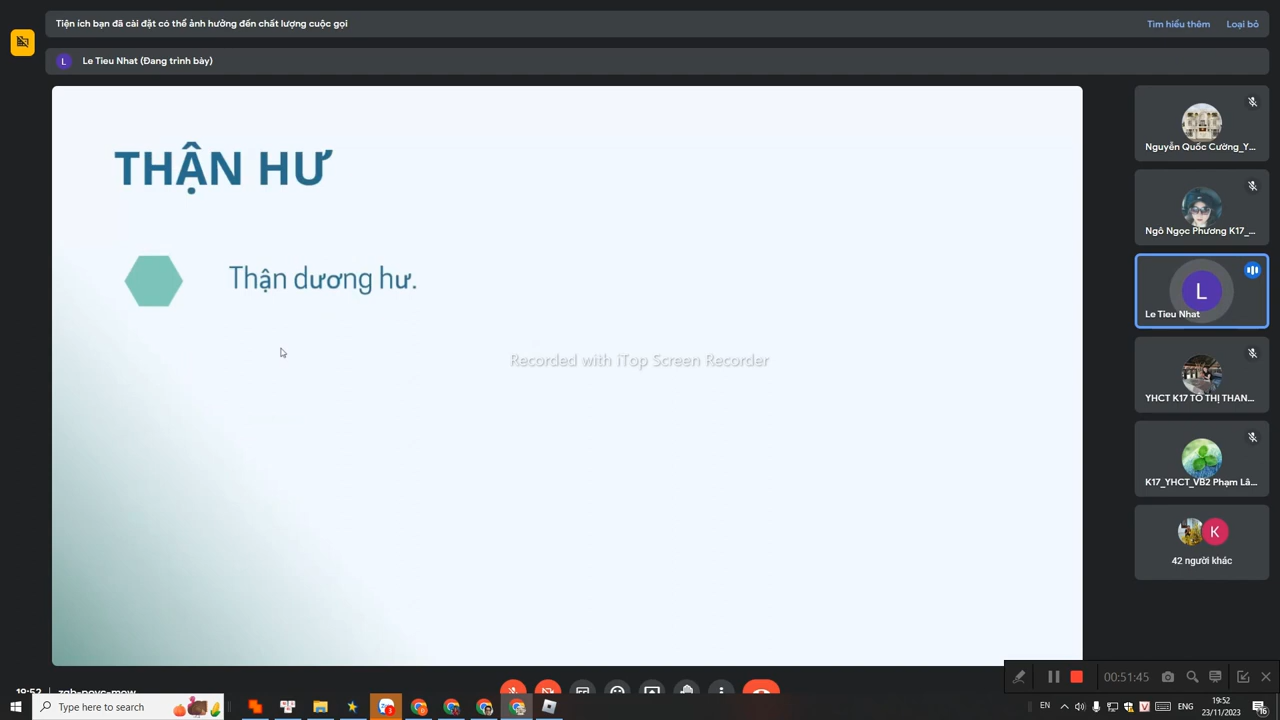 Tiện ích bạn đã cài đặt có thể ảnh hưởng đến chất lượng cuộc gọi
Tìm hiểu thêm
Loại bỏ
L
Le Tieu Nhat (Đang trình bày)
THẬN HƯ
Thận dương hư.
Recorded with iTop Screen Recorder
Nguyễn Quốc Cường_Y...
Ngô Ngọc Phương K17_...
L
Le Tieu Nhat
YHCT K17 TÔ THỊ THAN...
K17_YHCT_VB2 Phạm Lâ...
K
42 người khác
00:51:45
Type here to search
EN
ENG
19:52
23/11/2023